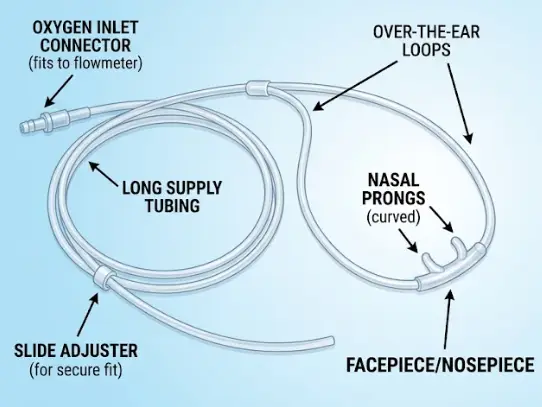 OXYGEN INLET
CONNECTOR
(fits to flowmeter)
OVER-THE-EAR
LOOPS
LONG SUPPLY
TUBING
NASAL
PRONGS
(curved)
SLIDE ADJUSTER
(for secure fit)
FACEPIECE/NOSEPIECE